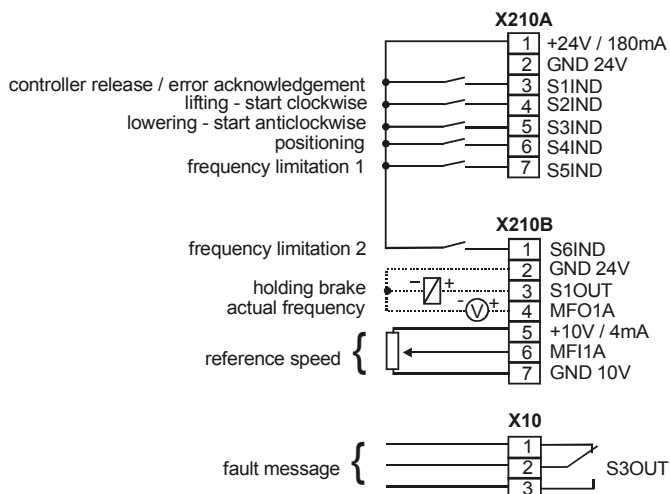 X210A
1 +24V / 180mA
2 GND 24V
controller release / error acknowledgement 3 S1IND
lifting - start clockwise 4 S2IND
lowering - start anticlockwise 5 S3IND
positioning 6 S4IND
frequency limitation 1 7 S5IND
X210B
frequency limitation 2 1 S6IND
2 GND 24V
holding brake − + 3 S1OUT
actual frequency - V + 4 MFO1A
5 +10V / 4mA
reference speed { 6 MFI1A
7 GND 10V
X10
1
fault message { 2 S3OUT
3